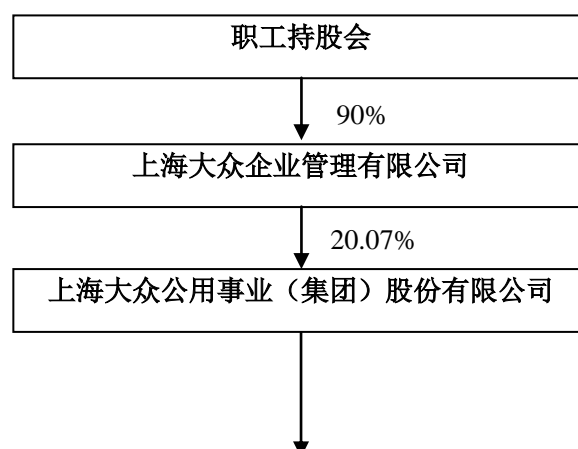 职工持股会
90%
上海大众企业管理有限公司
20.07%
上海大众公用事业（集团）股份有限公司